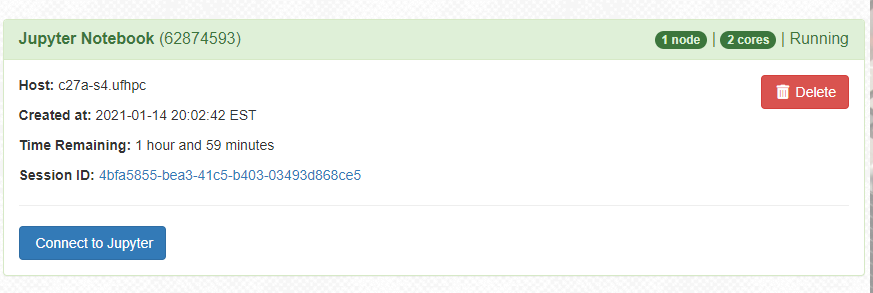 Jupyter Notebook (62874593) 1 node | 2 cores | Running
Host: c27a-s4.ufhpc
Delete
Created at: 2021-01-14 20:02:42 EST
Time Remaining: 1 hour and 59 minutes
Session ID: 4bfa5855-bea3-41c5-b403-03493d868ce5
Connect to Jupyter